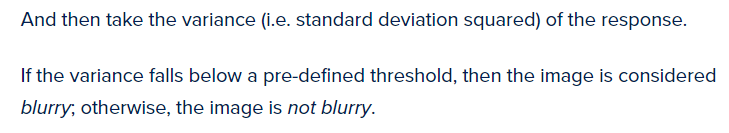 And then take the variance (i.e. standard deviation squared) of the response.
If the variance falls below a pre-defined threshold, then the image is considered
blurry; otherwise, the image is not blurry.